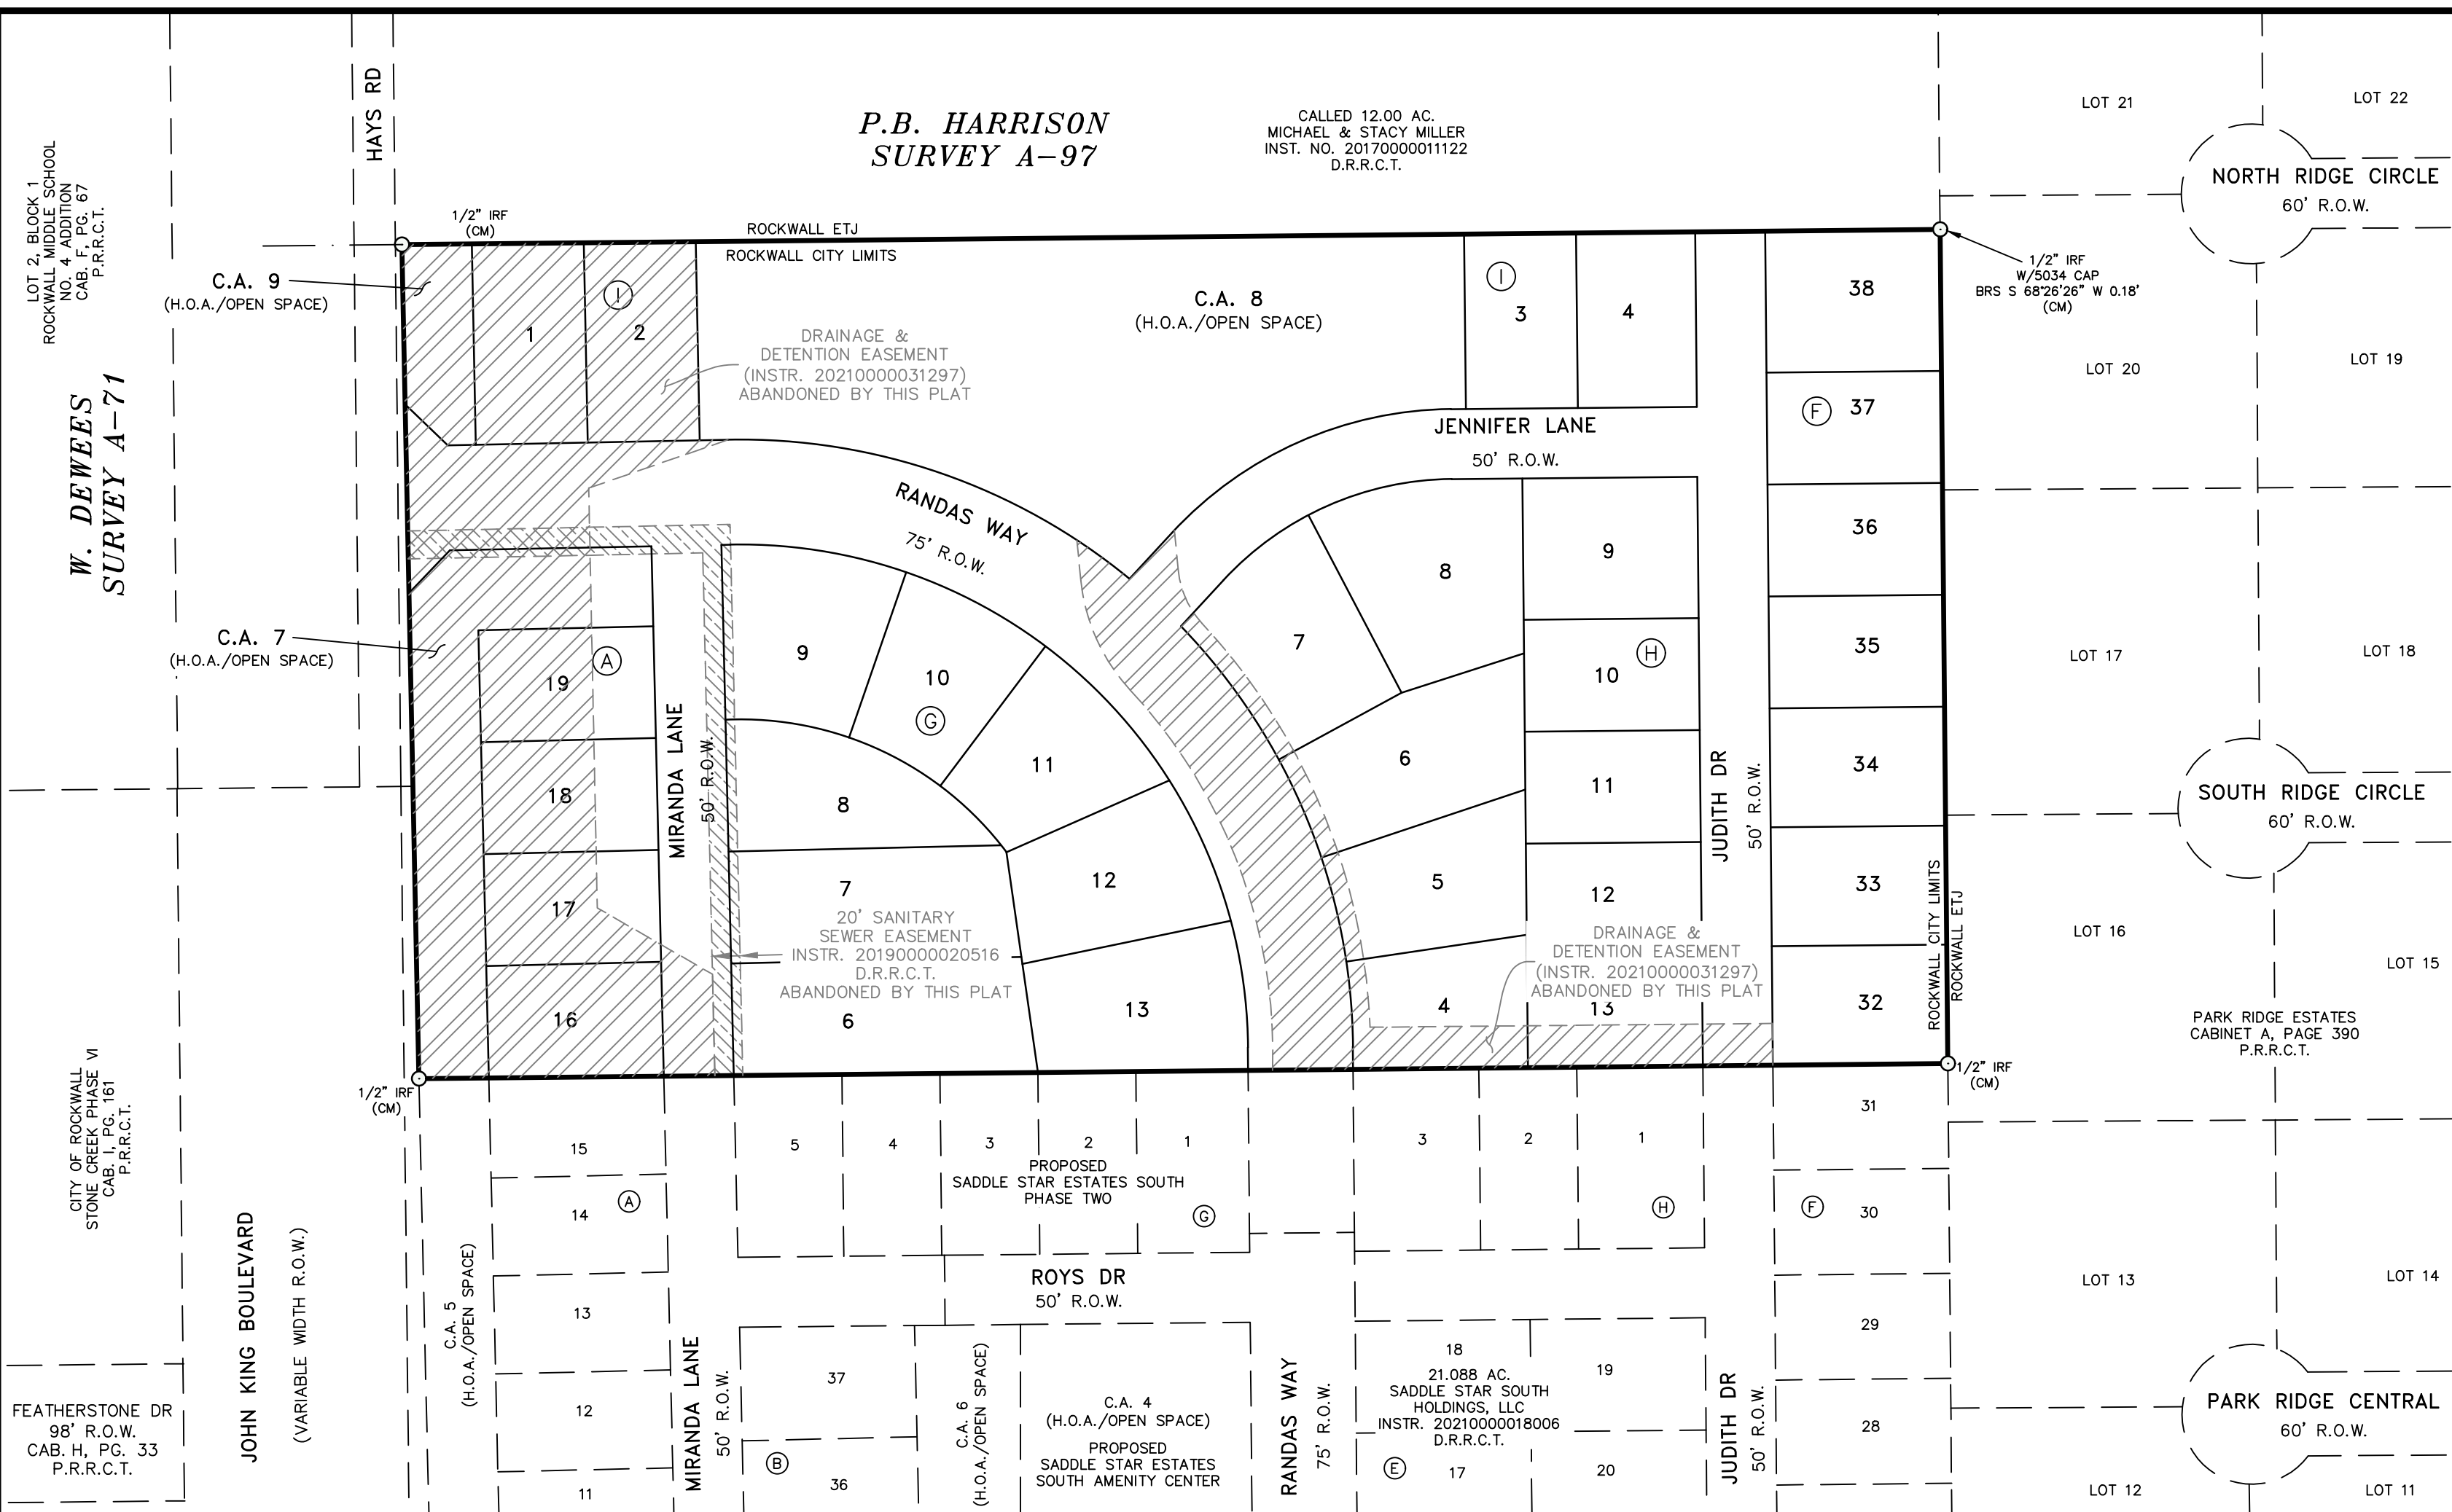 LOT 2, BLOCK 1
ROCKWALL MIDDLE SCHOOL
NO. 4 ADDITION
CAB. F, PG. 67
P.R.R.C.T.
HAYS RD
P.B. HARRISON
SURVEY A-97
CALLED 12.00 AC.
MICHAEL & STACY MILLER
INST. NO. 20170000011122
D.R.R.C.T.
LOT 21
LOT 22
NORTH RIDGE CIRCLE
60' R.O.W.
1/2" IRF
(CM)
ROCKWALL ETJ
ROCKWALL CITY LIMITS
1/2" IRF
W/5034 CAP
BRS S 68°26'26" W 0.18'
(CM)
C.A. 9
(H.O.A./OPEN SPACE)
1
I
2
DRAINAGE &
DETENTION EASEMENT
(INSTR. 20210000031297)
ABANDONED BY THIS PLAT
C.A. 8
(H.O.A./OPEN SPACE)
I
3
4
38
F
37
36
35
34
33
32
LOT 20
LOT 19
W. DEWEES
SURVEY A-71
JENNIFER LANE
50' R.O.W.
RANDAS WAY
75' R.O.W.
C.A. 7
(H.O.A./OPEN SPACE)
A
19
18
17
16
MIRANDA LANE
50' R.O.W.
9
10
G
11
12
13
8
7
6
20' SANITARY
SEWER EASEMENT
INSTR. 20190000020516
D.R.R.C.T.
ABANDONED BY THIS PLAT
7
8
6
5
4
9
10
H
11
12
13
DRAINAGE &
DETENTION EASEMENT
(INSTR. 20210000031297)
ABANDONED BY THIS PLAT
JUDITH DR
50' R.O.W.
ROCKWALL CITY LIMITS
ROCKWALL ETJ
LOT 17
LOT 18
SOUTH RIDGE CIRCLE
60' R.O.W.
LOT 16
LOT 15
PARK RIDGE ESTATES
CABINET A, PAGE 390
P.R.R.C.T.
1/2" IRF
(CM)
1/2" IRF
(CM)
CITY OF ROCKWALL
STONE CREEK PHASE VI
CAB. I, PG. 161
P.R.R.C.T.
JOHN KING BOULEVARD
(VARIABLE WIDTH R.O.W.)
C.A. 5
(H.O.A./OPEN SPACE)
15
A
14
13
12
11
5
4
3
2
1
PROPOSED
SADDLE STAR ESTATES SOUTH
PHASE TWO
G
3
2
1
H
F
31
30
29
28
ROYS DR
50' R.O.W.
MIRANDA LANE
50' R.O.W.
37
B
36
C.A. 6
(H.O.A./OPEN SPACE)
C.A. 4
(H.O.A./OPEN SPACE)
PROPOSED
SADDLE STAR ESTATES
SOUTH AMENITY CENTER
RANDAS WAY
75' R.O.W.
18
21.088 AC.
SADDLE STAR SOUTH
HOLDINGS, LLC
INSTR. 20210000018006
D.R.R.C.T.
E
17
19
20
JUDITH DR
50' R.O.W.
LOT 13
LOT 14
PARK RIDGE CENTRAL
60' R.O.W.
LOT 12
LOT 11
FEATHERSTONE DR
98' R.O.W.
CAB. H, PG. 33
P.R.R.C.T.